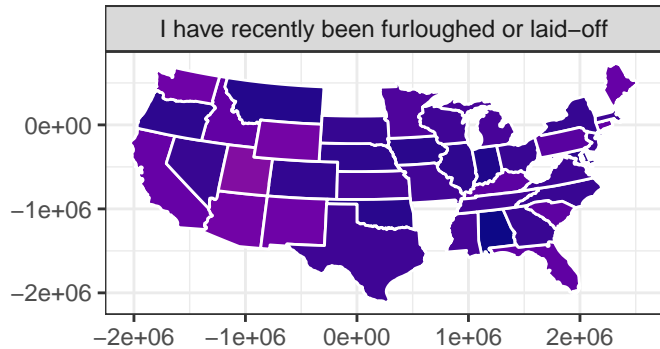 I have recently been furloughed or laid−off
0e+00
−1e+06
−2e+06
−2e+06 −1e+06 0e+00 1e+06 2e+06